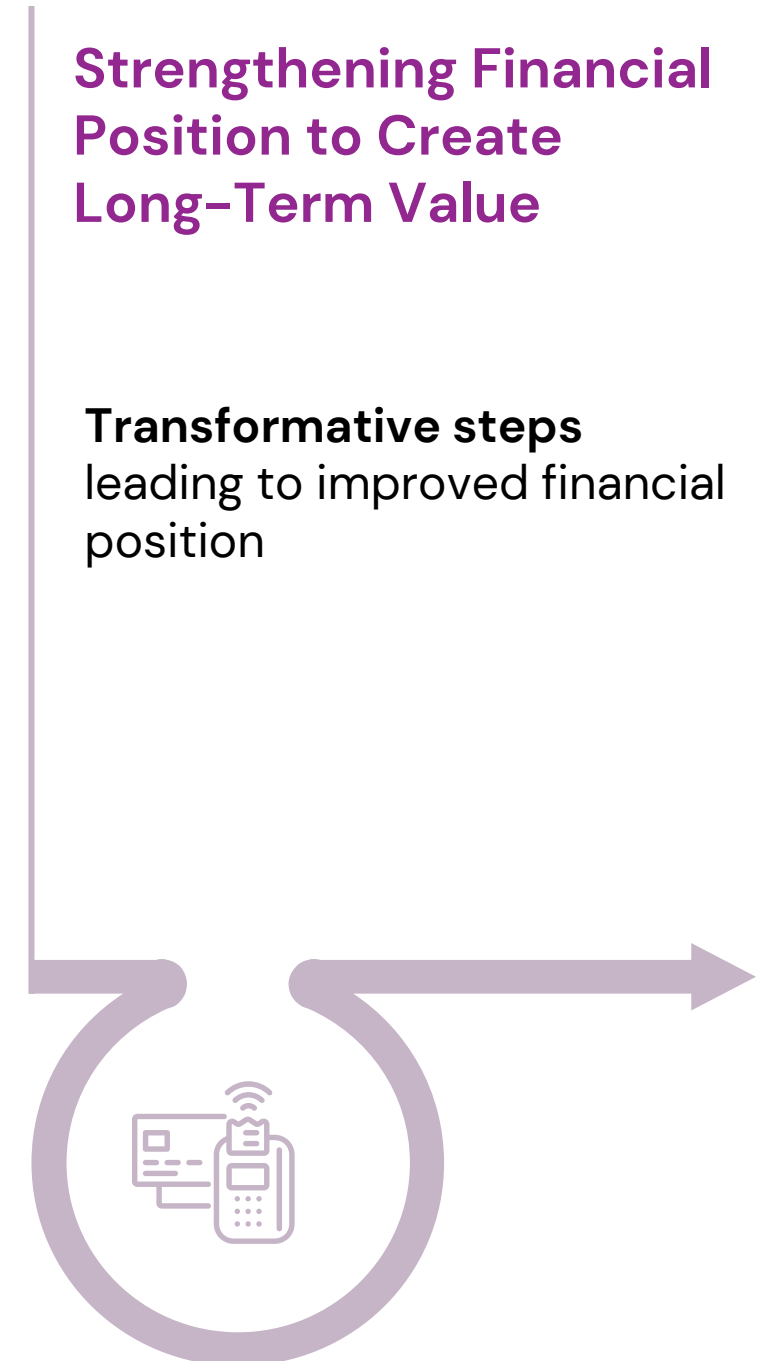 Strengthening Financial
Position to Create
Long-Term Value
Transformative steps
leading to improved financial
position